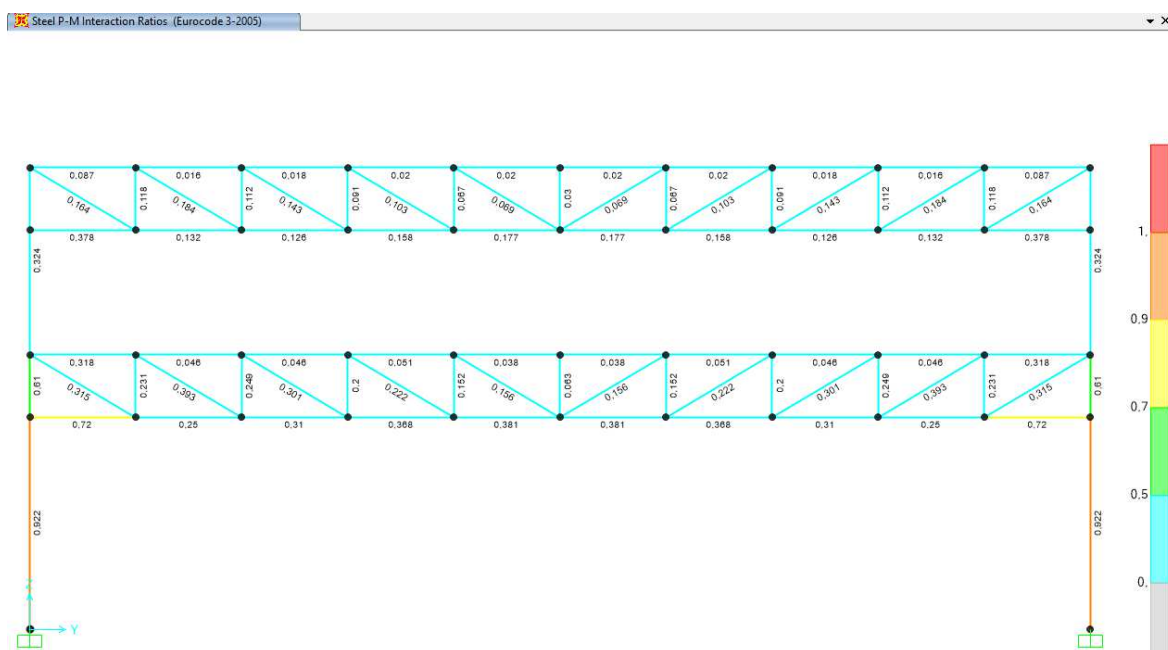 Steel P-M Interaction Ratios (Eurocode 3-2005)
0,087 0,016 0,018 0,02 0,02 0,02 0,02 0,018 0,016 0,087
0,164 0,118 0,184 0,112 0,143 0,091 0,103 0,067 0,069 0,03 0,069 0,067 0,103 0,091 0,143 0,112 0,184 0,118 0,164
0,378 0,132 0,126 0,158 0,177 0,177 0,158 0,126 0,132 0,378
0,324 0,324
0,318 0,046 0,046 0,051 0,038 0,038 0,051 0,046 0,046 0,318
0,61 0,315 0,231 0,393 0,249 0,301 0,2 0,222 0,152 0,156 0,063 0,156 0,152 0,222 0,2 0,301 0,249 0,393 0,231 0,315 0,61
0,72 0,25 0,31 0,368 0,381 0,381 0,368 0,31 0,25 0,72
0,922 0,922
Z
Y
1,
0,9
0,7
0,5
0,